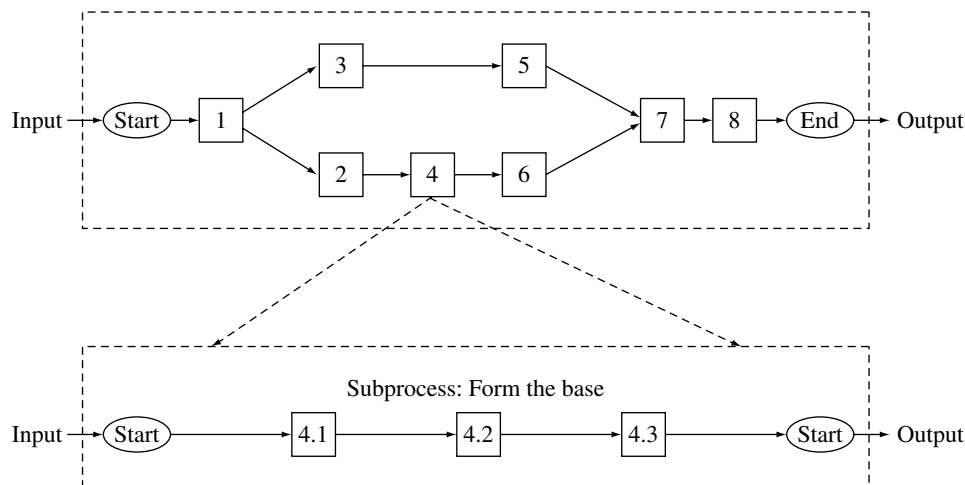 3
5
Input
Start
1
7
8
End
Output
2
4
6
Subprocess: Form the base
Input
Start
4.1
4.2
4.3
Start
Output